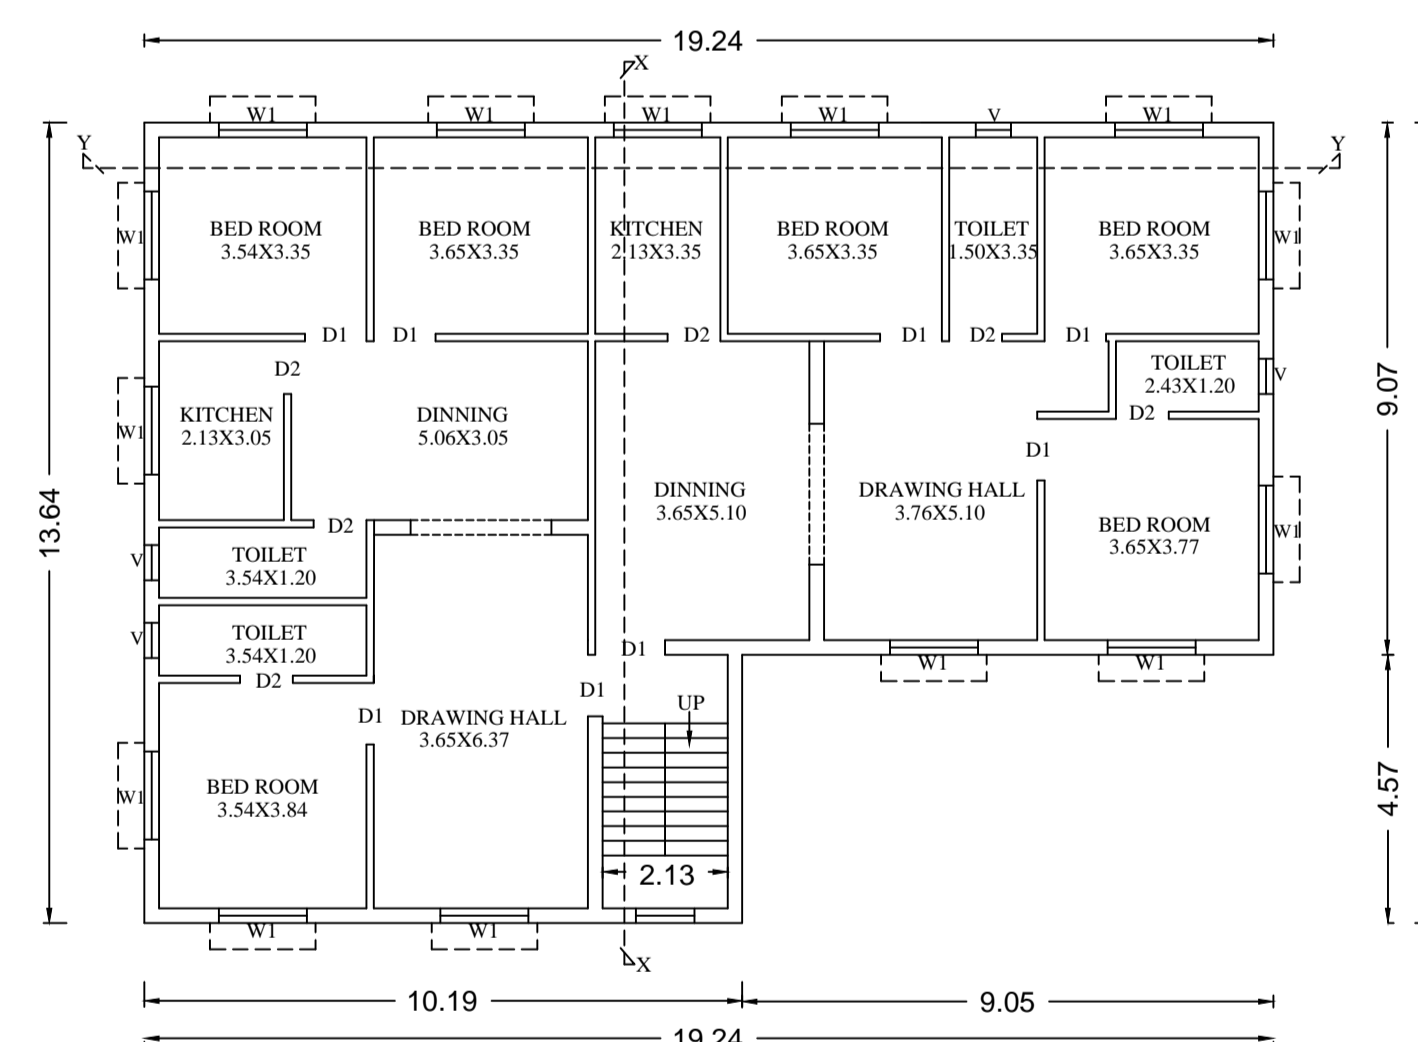 19.24
X
W1
W1
W1
W1
V
W1
Y
Y
BED ROOM
3.54X3.35
BED ROOM
3.65X3.35
KITCHEN
2.13X3.35
BED ROOM
3.65X3.35
TOILET
1.50X3.35
BED ROOM
3.65X3.35
W1
W1
D1
D1
D2
D1
D2
D1
D2
TOILET
2.43X1.20
V
9.07
KITCHEN
2.13X3.05
DINNING
5.06X3.05
D2
W1
D1
DINNING
3.65X5.10
DRAWING HALL
3.76X5.10
BED ROOM
3.65X3.77
W1
13.64
D2
V
TOILET
3.54X1.20
V
TOILET
3.54X1.20
D1
W1
W1
D2
D1
UP
D1
DRAWING HALL
3.65X6.37
W1
BED ROOM
3.54X3.84
4.57
2.13
W1
W1
X
10.19
9.05
19.24